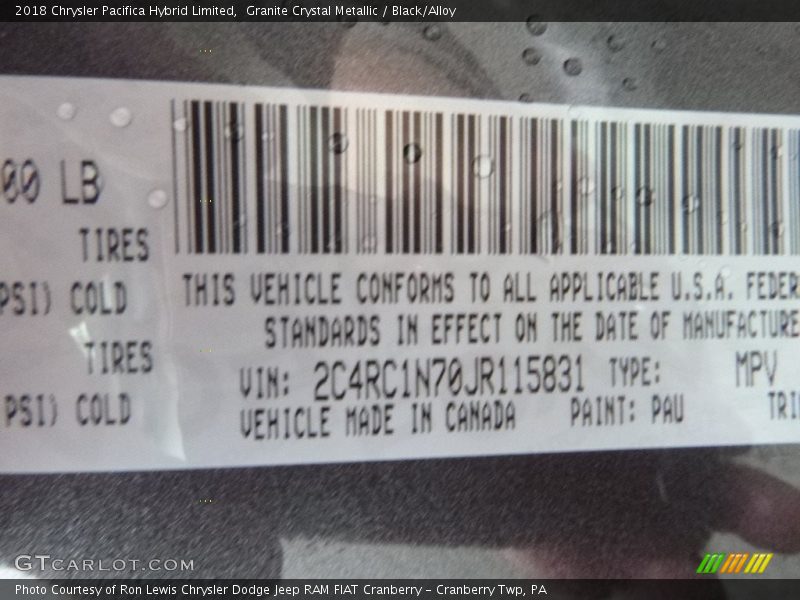 2018 Chrysler Pacifica Hybrid Limited,  Granite Crystal Metallic / Black/Alloy
00 LB
TIRES
PSI) COLD
THIS VEHICLE CONFORMS TO ALL APPLICABLE U.S.A. FEDER
STANDARDS IN EFFECT ON THE DATE OF MANUFACTURE
TIRES
VIN: 2C4RC1N70JR115831 TYPE: MPV
PSI) COLD
VEHICLE MADE IN CANADA PAINT: PAU TRI
GTCARLOT.COM
Photo Courtesy of Ron Lewis Chrysler Dodge Jeep RAM FIAT Cranberry – Cranberry Twp, PA